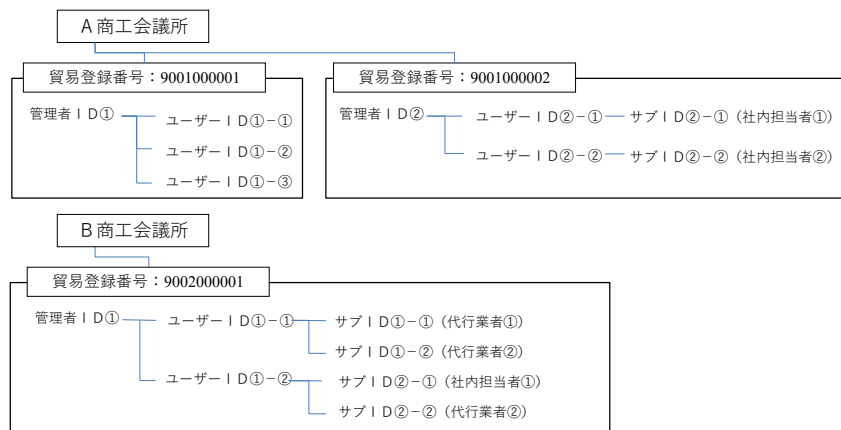 A商工会議所
貿易登録番号：9001000001
管理者ＩＤ①
ユーザーＩＤ①－①
ユーザーＩＤ①－②
ユーザーＩＤ①－③
貿易登録番号：9001000002
管理者ＩＤ②
ユーザーＩＤ②－①
サブＩＤ②－①（社内担当者①）
ユーザーＩＤ②－②
サブＩＤ②－②（社内担当者②）
B商工会議所
貿易登録番号：9002000001
管理者ＩＤ①
ユーザーＩＤ①－①
サブＩＤ①－①（代行業者①）
サブＩＤ①－②（代行業者②）
ユーザーＩＤ①－②
サブＩＤ②－①（社内担当者①）
サブＩＤ②－②（代行業者②）